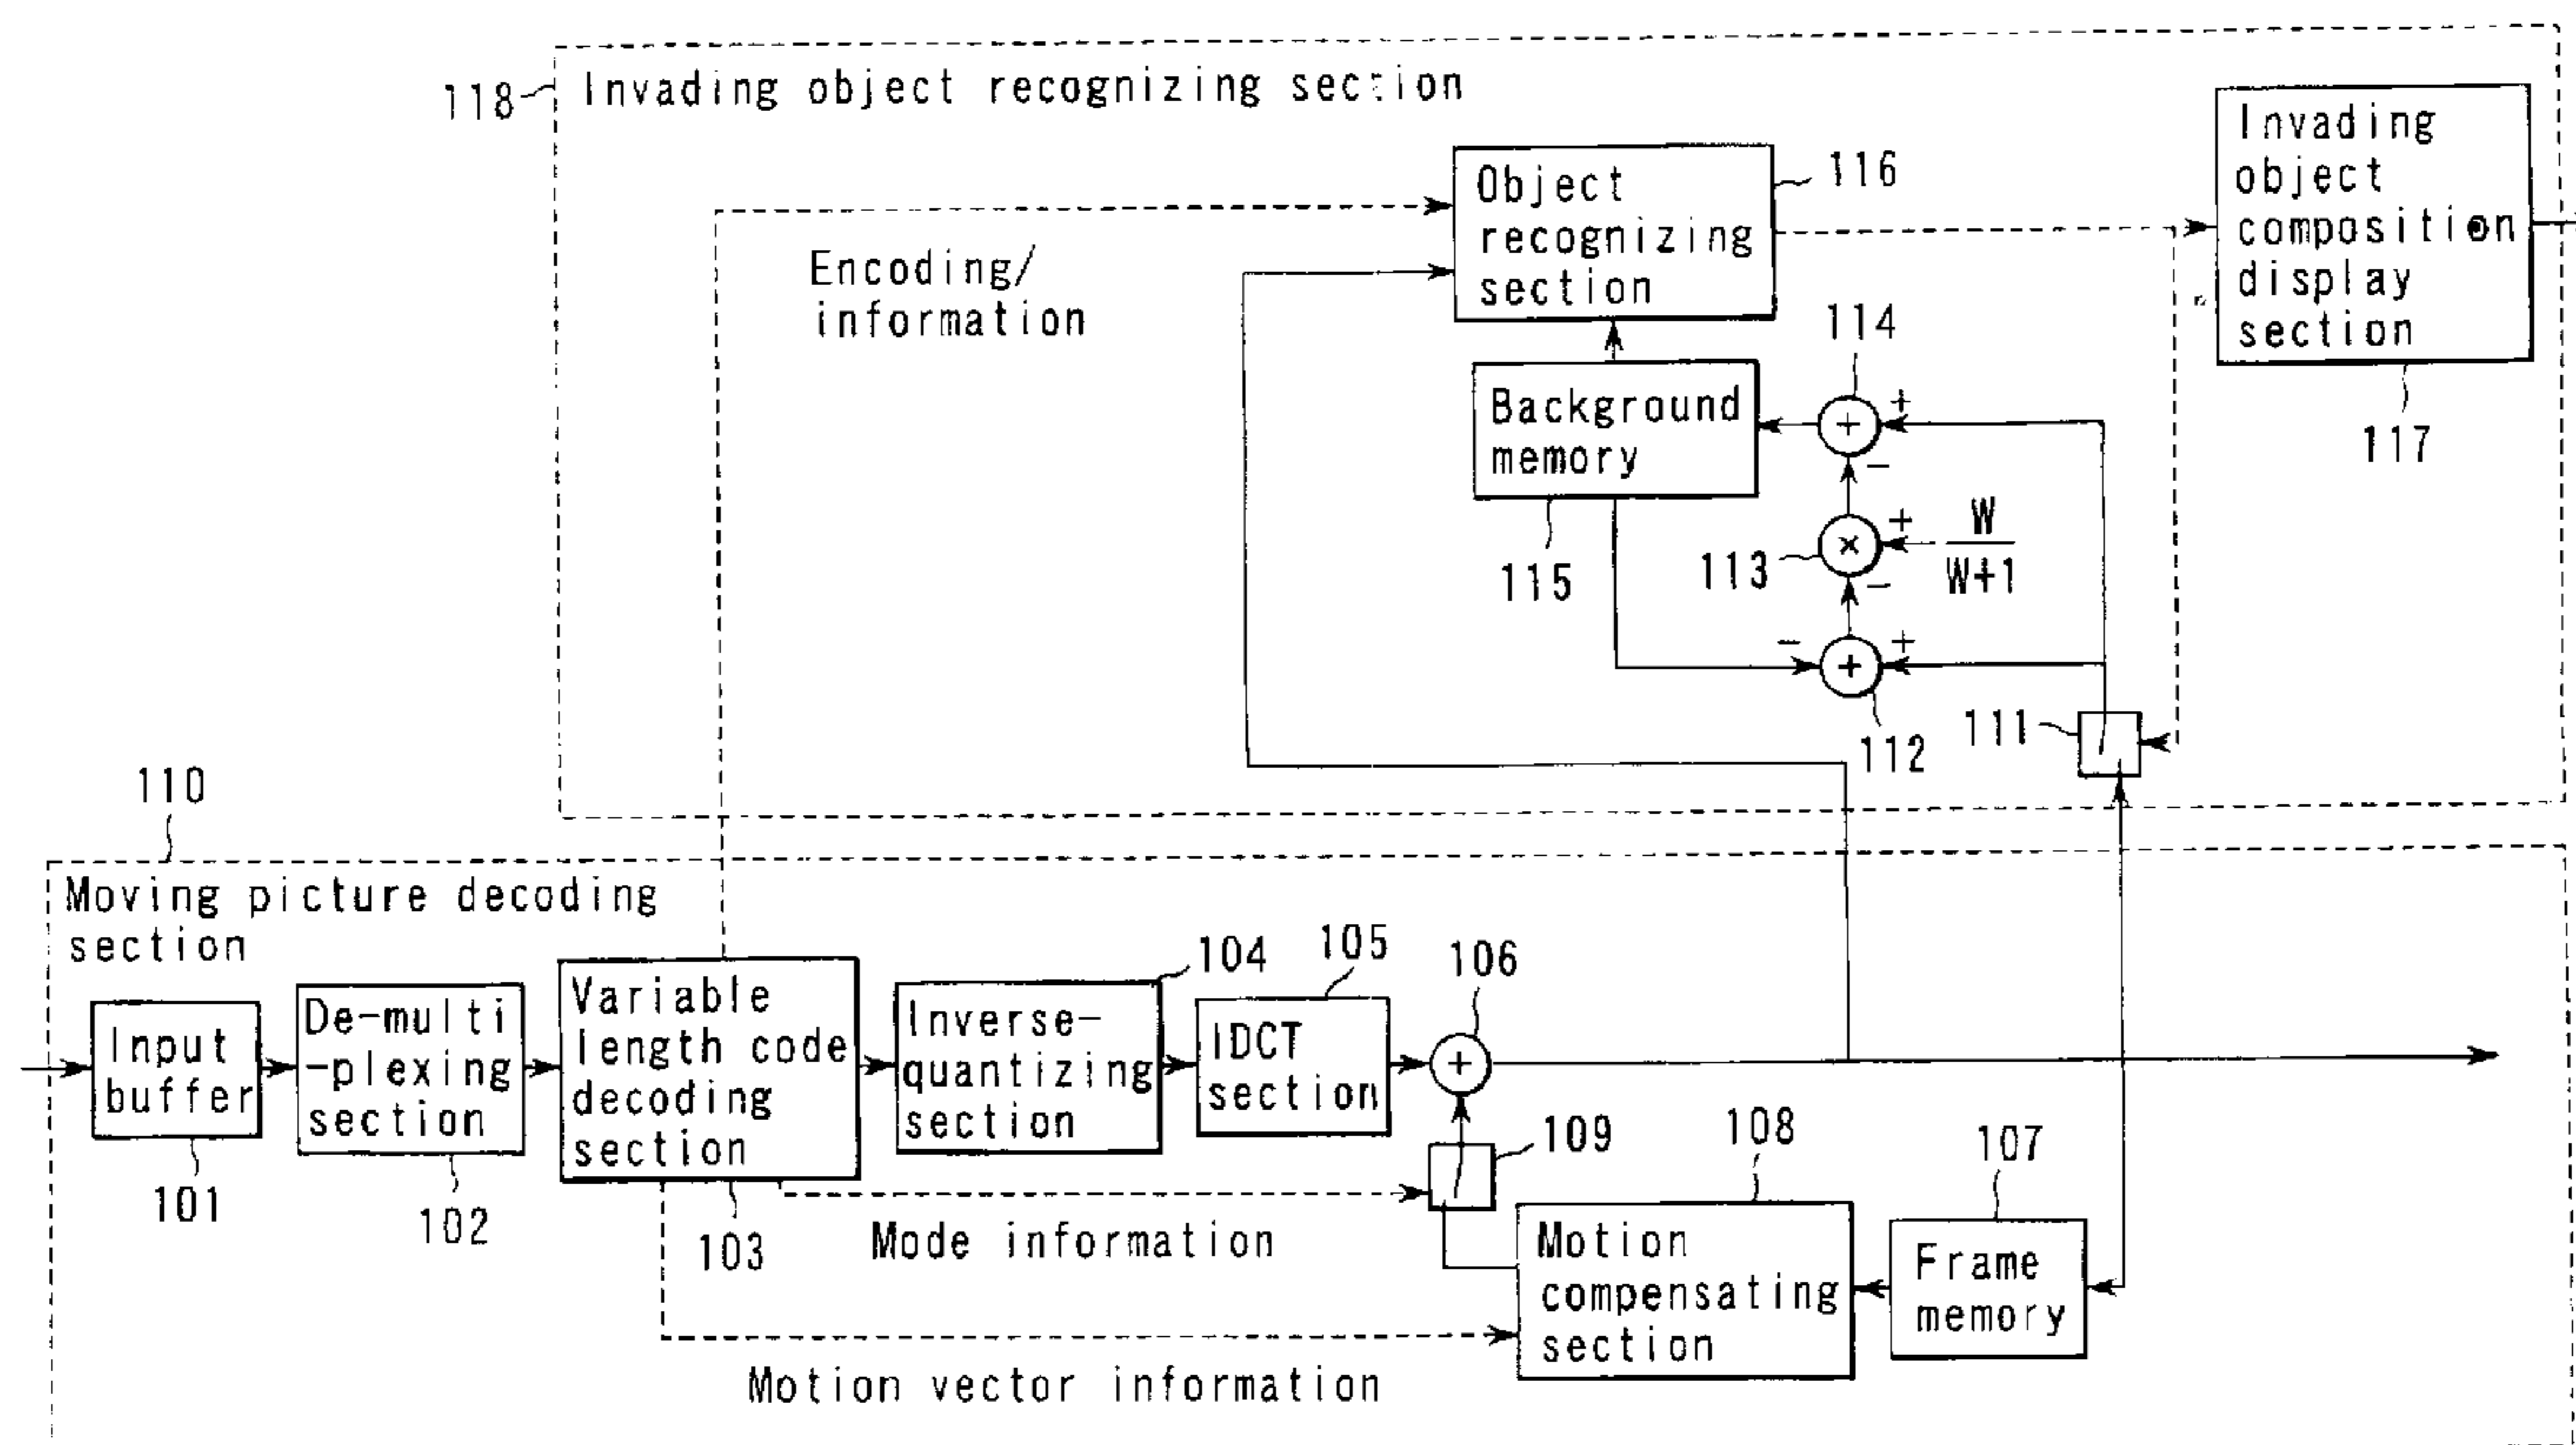 118
Invading object recognizing section
Invading
object
composition
display
section
117
Object
recognizing
section
116
Encoding/
information
114
+
+
−
Background
memory
115
113
×
+
W
W+1
−
−
+
+
112
111
110
Moving picture decoding
section
Input
buffer
101
De-multi
-plexing
section
102
Variable
length code
decoding
section
103
Inverse-
quantizing
section
104
IDCT
section
105
106
+
109
108
107
Mode information
Motion
compensating
section
Frame
memory
Motion vector information